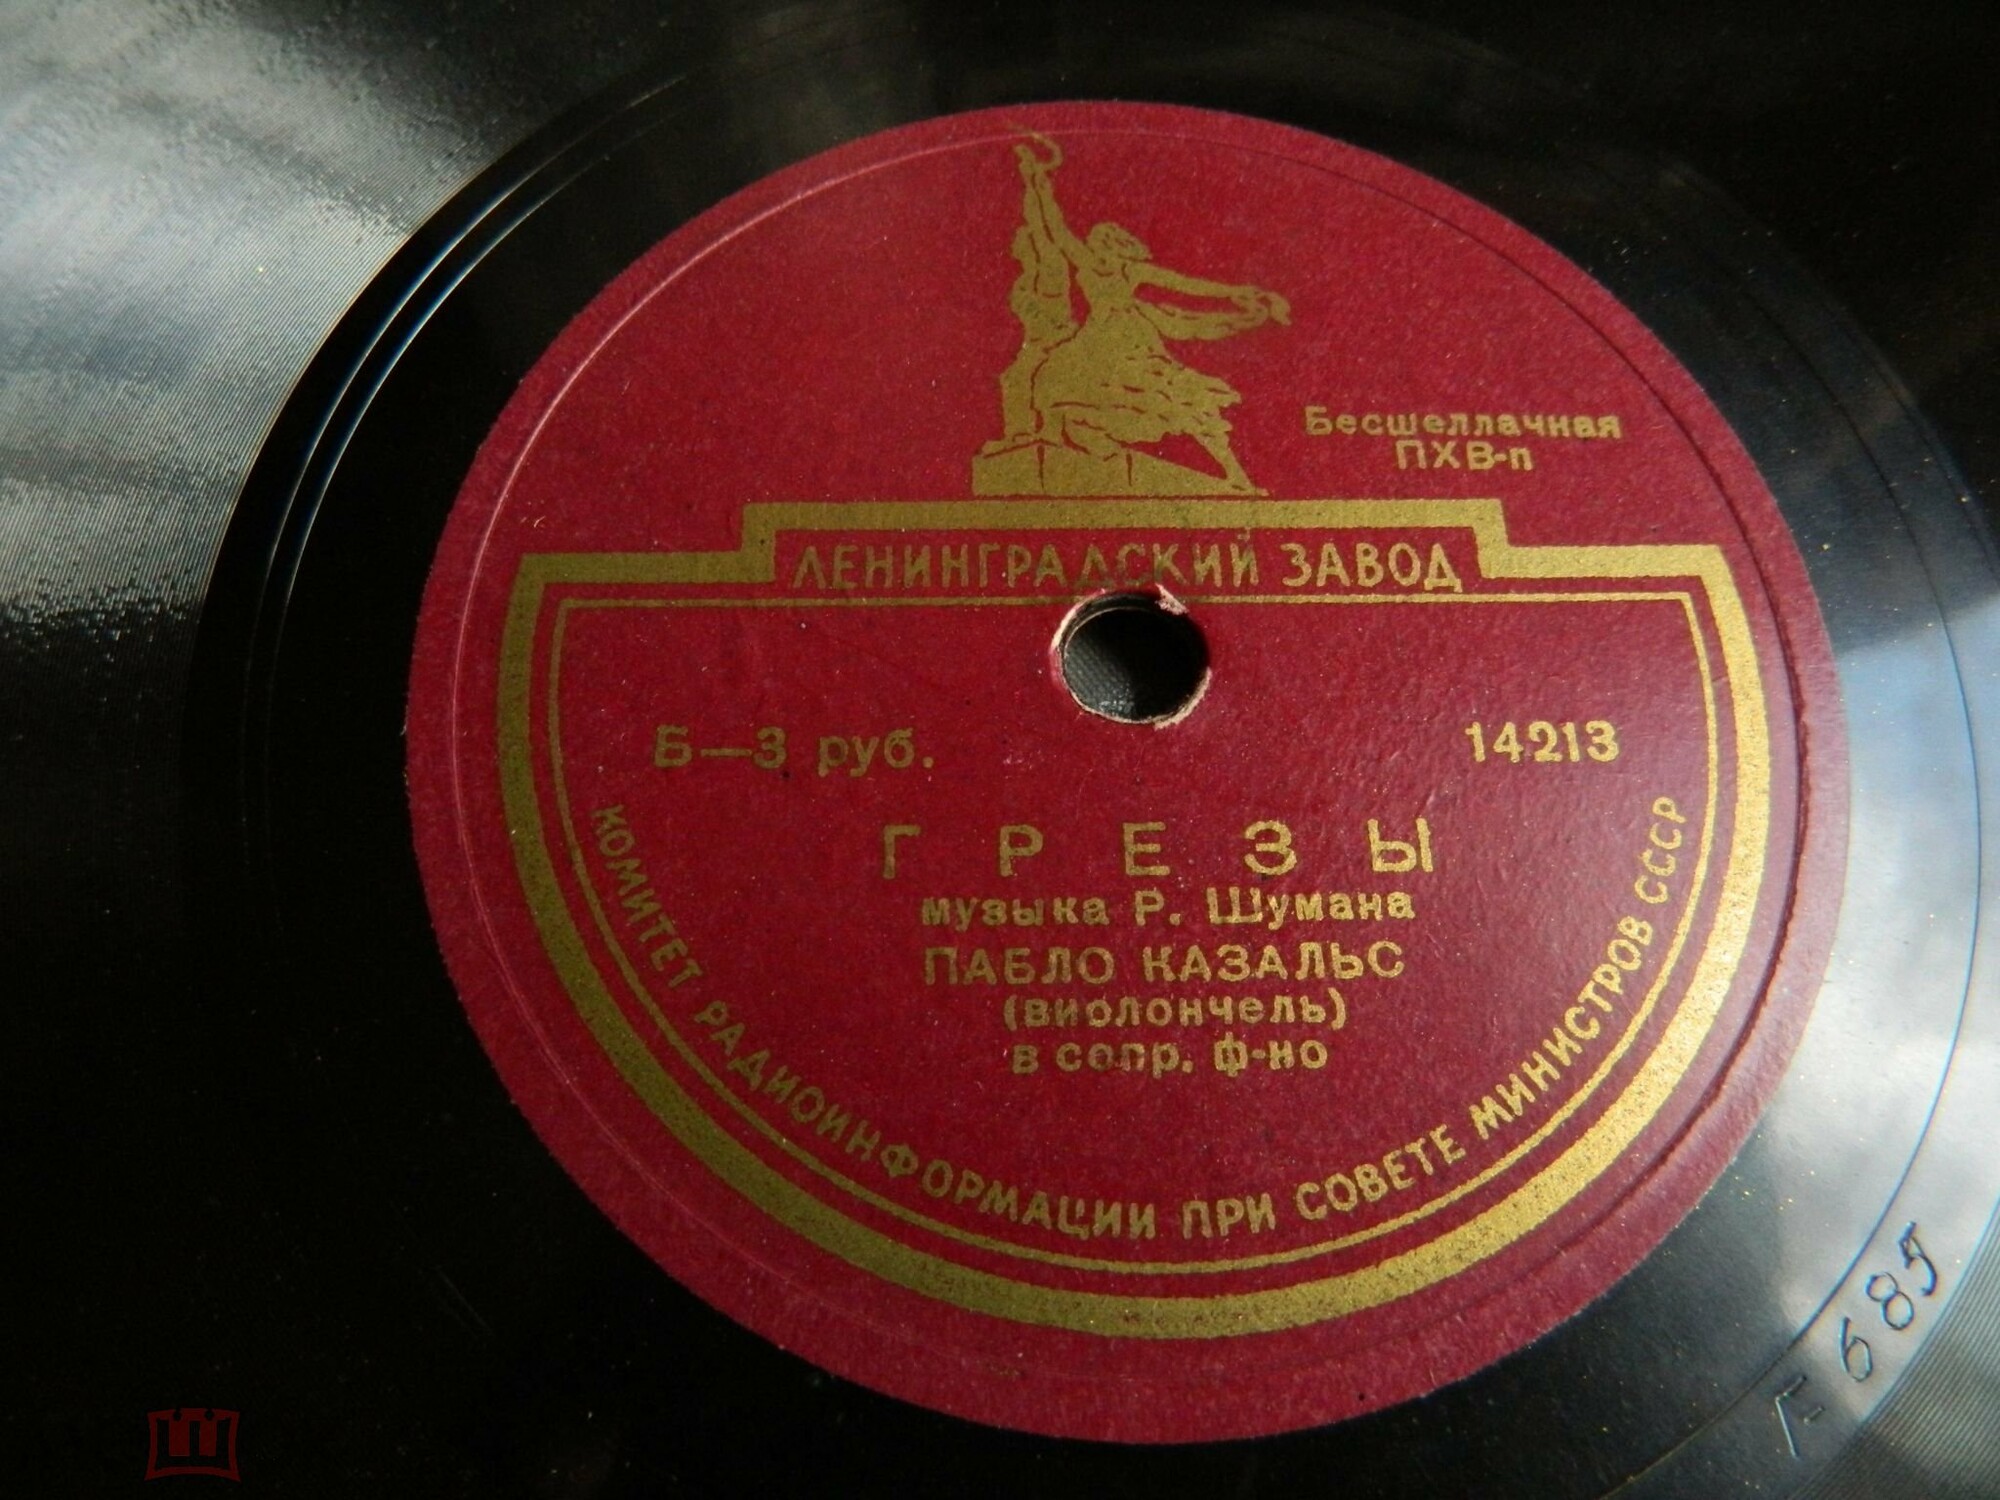 Бесшеллачная
ПХВ-п
ЛЕНИНГРАДСКИЙ ЗАВОД
Б—3 руб.
14213
ГРЕЗЫ
музыка Р. Шумана
ПАБЛО КАЗАЛЬС
(виолончель)
в сопр. ф-но
КОМИТЕТ РАДИОИНФОРМАЦИИ ПРИ СОВЕТЕ МИНИСТРОВ СССР